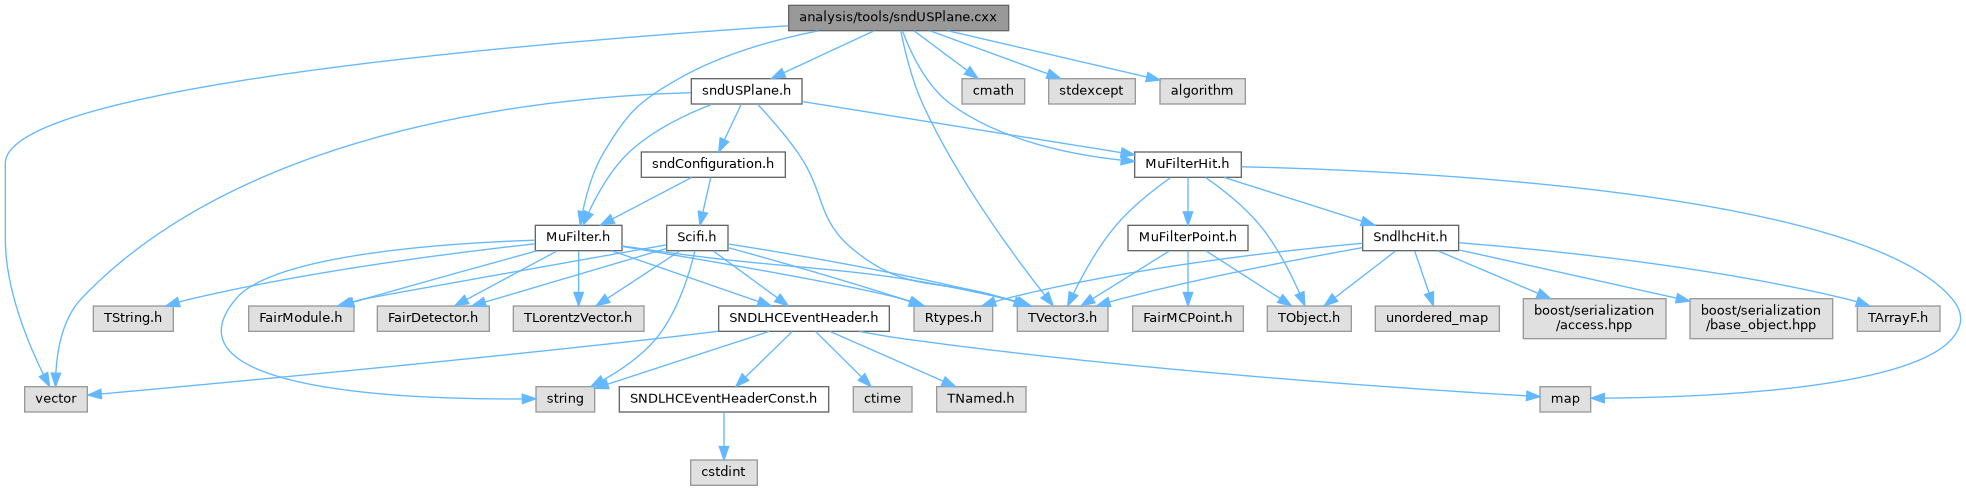 analysis/tools/sndUSPlane.cxx
sndUSPlane.h
cmath
stdexcept
algorithm
sndConfiguration.h
MuFilterHit.h
MuFilter.h
Scifi.h
MuFilterPoint.h
SndlhcHit.h
TString.h
FairModule.h
FairDetector.h
TLorentzVector.h
SNDLHCEventHeader.h
Rtypes.h
TVector3.h
FairMCPoint.h
TObject.h
unordered_map
boost/serialization
/access.hpp
boost/serialization
/base_object.hpp
TArrayF.h
vector
string
SNDLHCEventHeaderConst.h
ctime
TNamed.h
map
cstdint